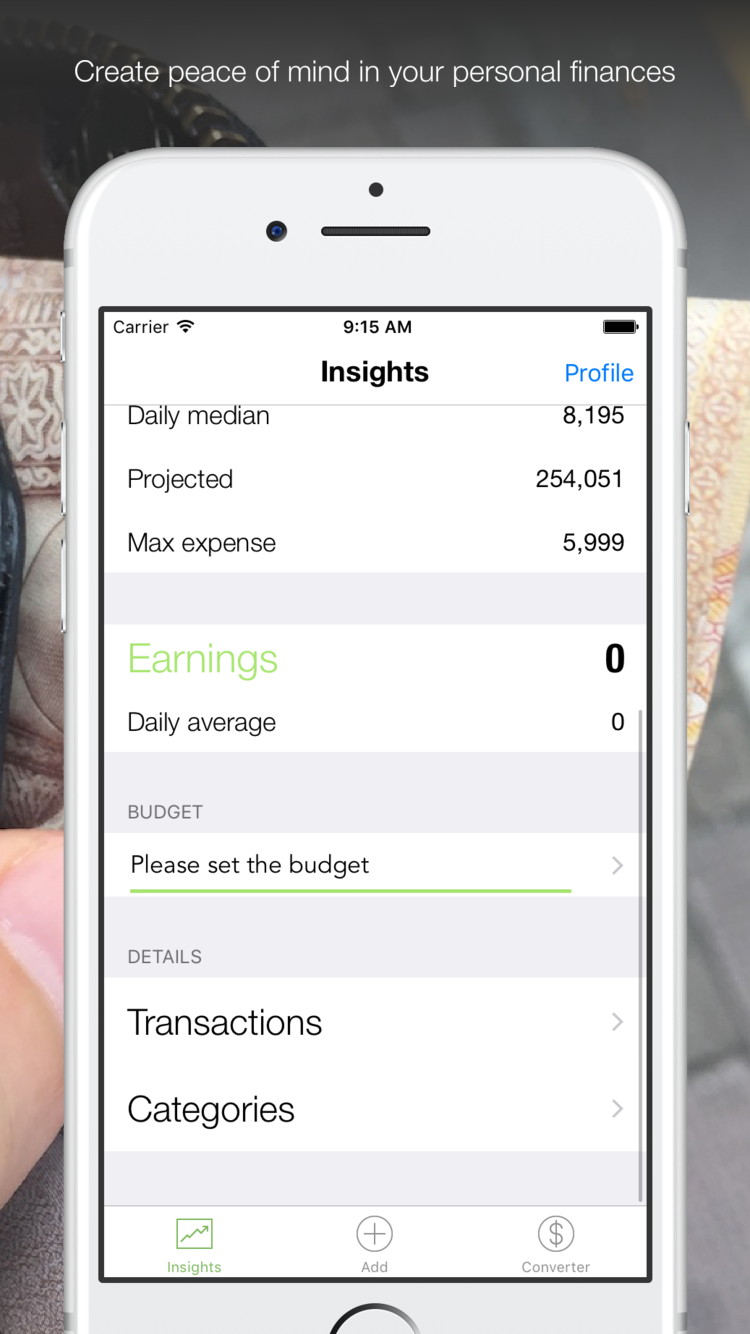 Create peace of mind in your personal finances
Carrier 9:15 AM
Insights Profile
Daily median 8,195
Projected 254,051
Max expense 5,999
Earnings 0
Daily average 0
BUDGET
Please set the budget
DETAILS
Transactions
Categories
Insights Add Converter